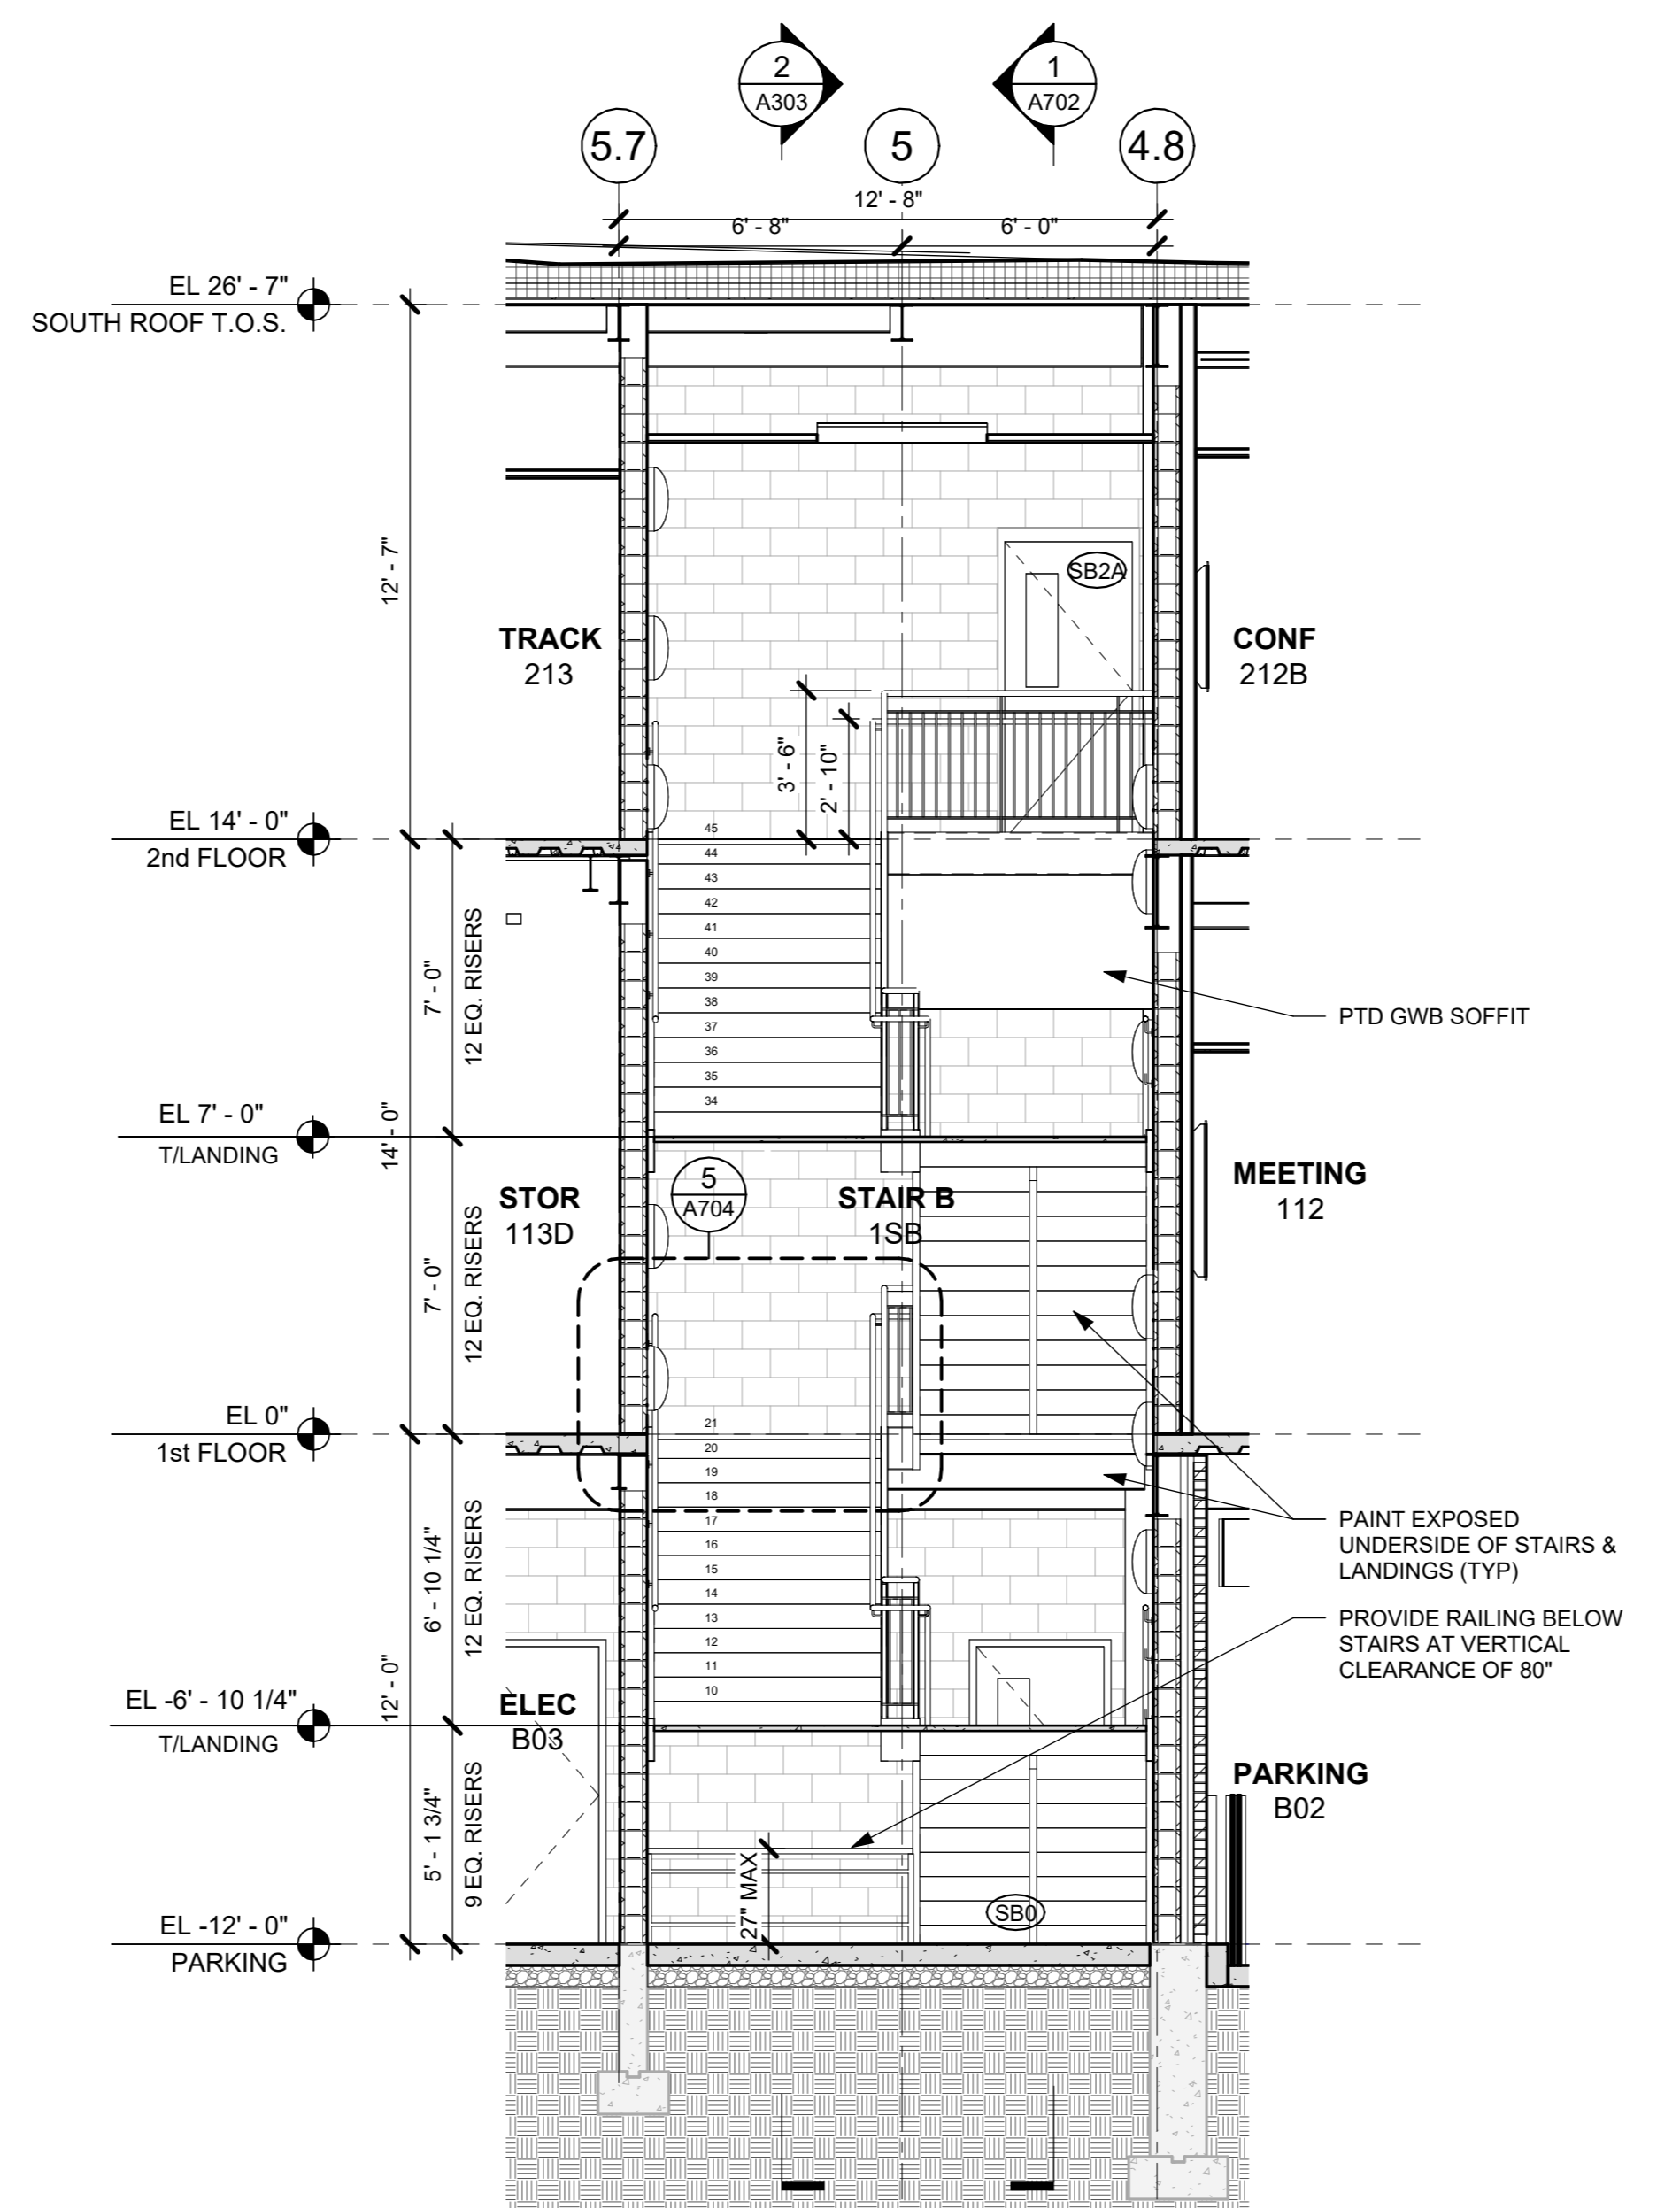 2
A303
1
A702
5.7
5
4.8
12' - 8"
6' - 8"
6' - 0"
EL 26' - 7"
SOUTH ROOF T.O.S.
12' - 7"
SB2A
TRACK
213
CONF
212B
3' - 6"
2' - 10"
EL 14' - 0"
2nd FLOOR
45
44
43
42
41
40
39
38
37
36
35
34
7' - 0"
12 EQ. RISERS
PTD GWB SOFFIT
EL 7' - 0"
T/LANDING
14' - 0"
STOR
113D
5
A704
STAIR B
1SB
MEETING
112
7' - 0"
12 EQ. RISERS
EL 0"
1st FLOOR
21
20
19
18
17
16
15
14
13
12
11
10
6' - 10 1/4"
12 EQ. RISERS
PAINT EXPOSED
UNDERSIDE OF STAIRS &
LANDINGS (TYP)
PROVIDE RAILING BELOW
STAIRS AT VERTICAL
CLEARANCE OF 80"
12' - 0"
EL -6' - 10 1/4"
T/LANDING
ELEC
B03
PARKING
B02
5' - 1 3/4"
9 EQ. RISERS
27" MAX
SB0
EL -12' - 0"
PARKING